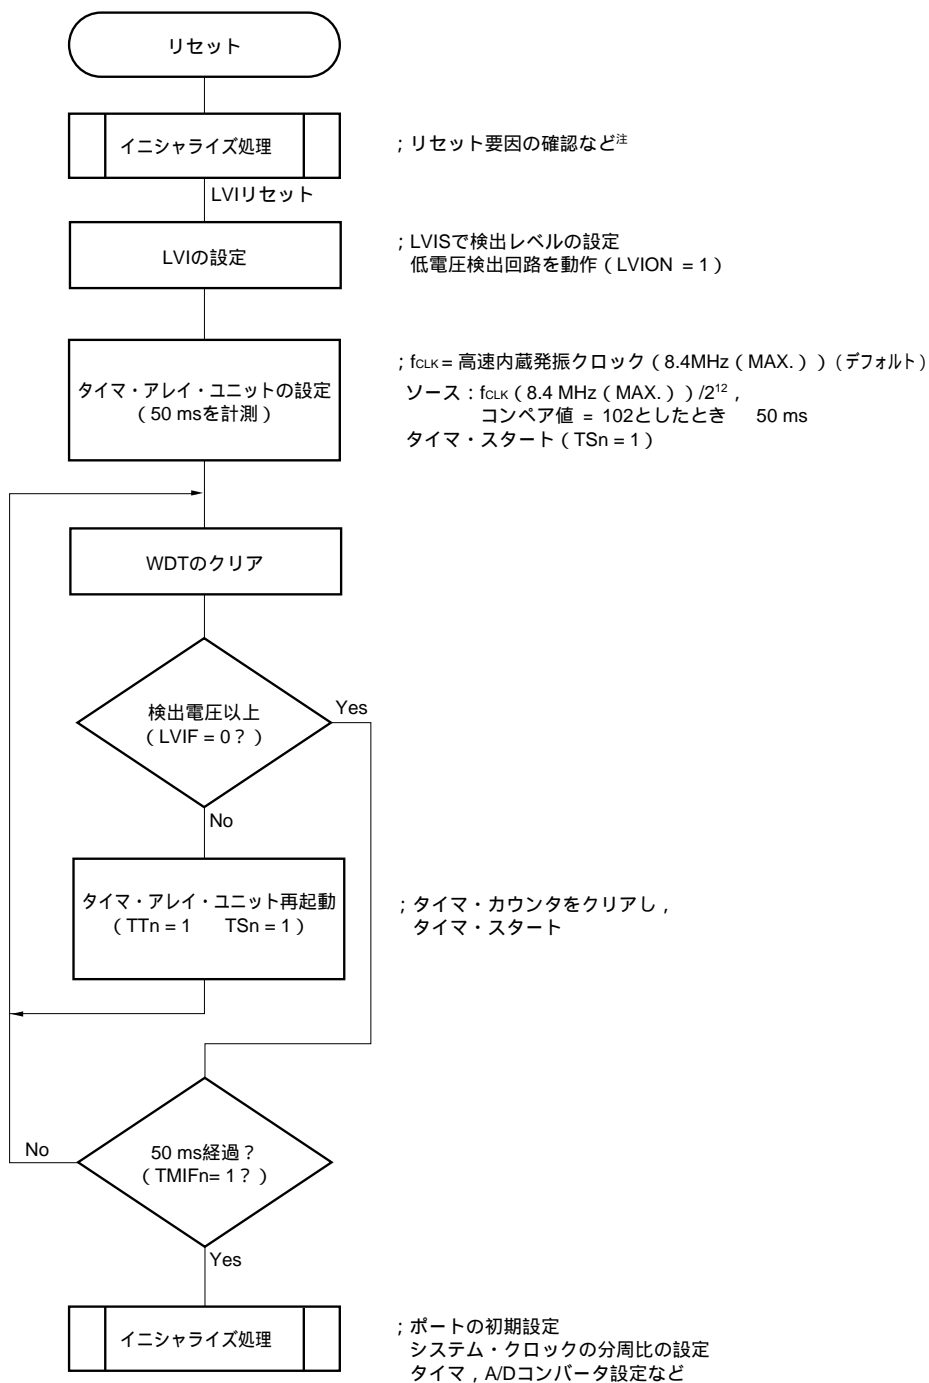 リセット
イニシャライズ処理
；リセット要因の確認など注
LVIリセット
LVIの設定
；LVISで検出レベルの設定
低電圧検出回路を動作（LVION = 1）
タイマ・アレイ・ユニットの設定
（50 msを計測）
；fCLK = 高速内蔵発振クロック（8.4MHz（MAX.））(デフォルト)
ソース：fCLK（8.4 MHz（MAX.））/2¹²，
コンペア値 = 102としたとき　50 ms
タイマ・スタート（TSn = 1）
WDTのクリア
検出電圧以上
（LVIF = 0？）
Yes
No
タイマ・アレイ・ユニット再起動
（TTn = 1　TSn = 1）
；タイマ・カウンタをクリアし，
タイマ・スタート
50 ms経過？
（TMIFn= 1？）
No
Yes
イニシャライズ処理
；ポートの初期設定
システム・クロックの分周比の設定
タイマ，A/Dコンバータ設定など